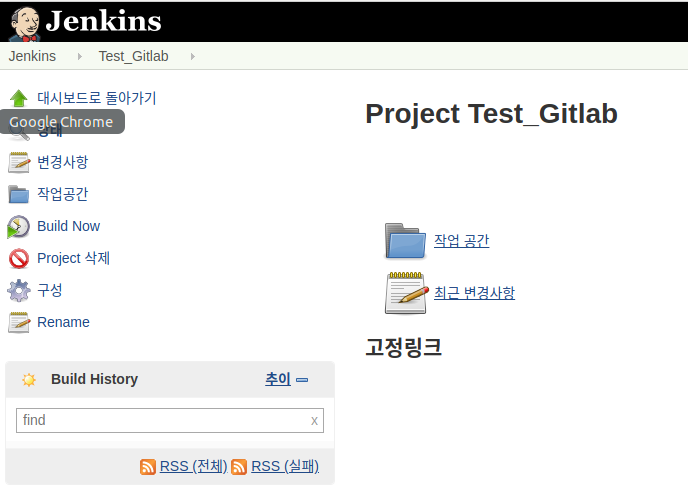 Jenkins
Jenkins Test_Gitlab
대시보드로 돌아가기
Google Chrome
변경사항
작업공간
Build Now
Project 삭제
구성
Rename
Build History 추이
find x
RSS (전체) RSS (실패)
Project Test_Gitlab
작업 공간
최근 변경사항
고정링크